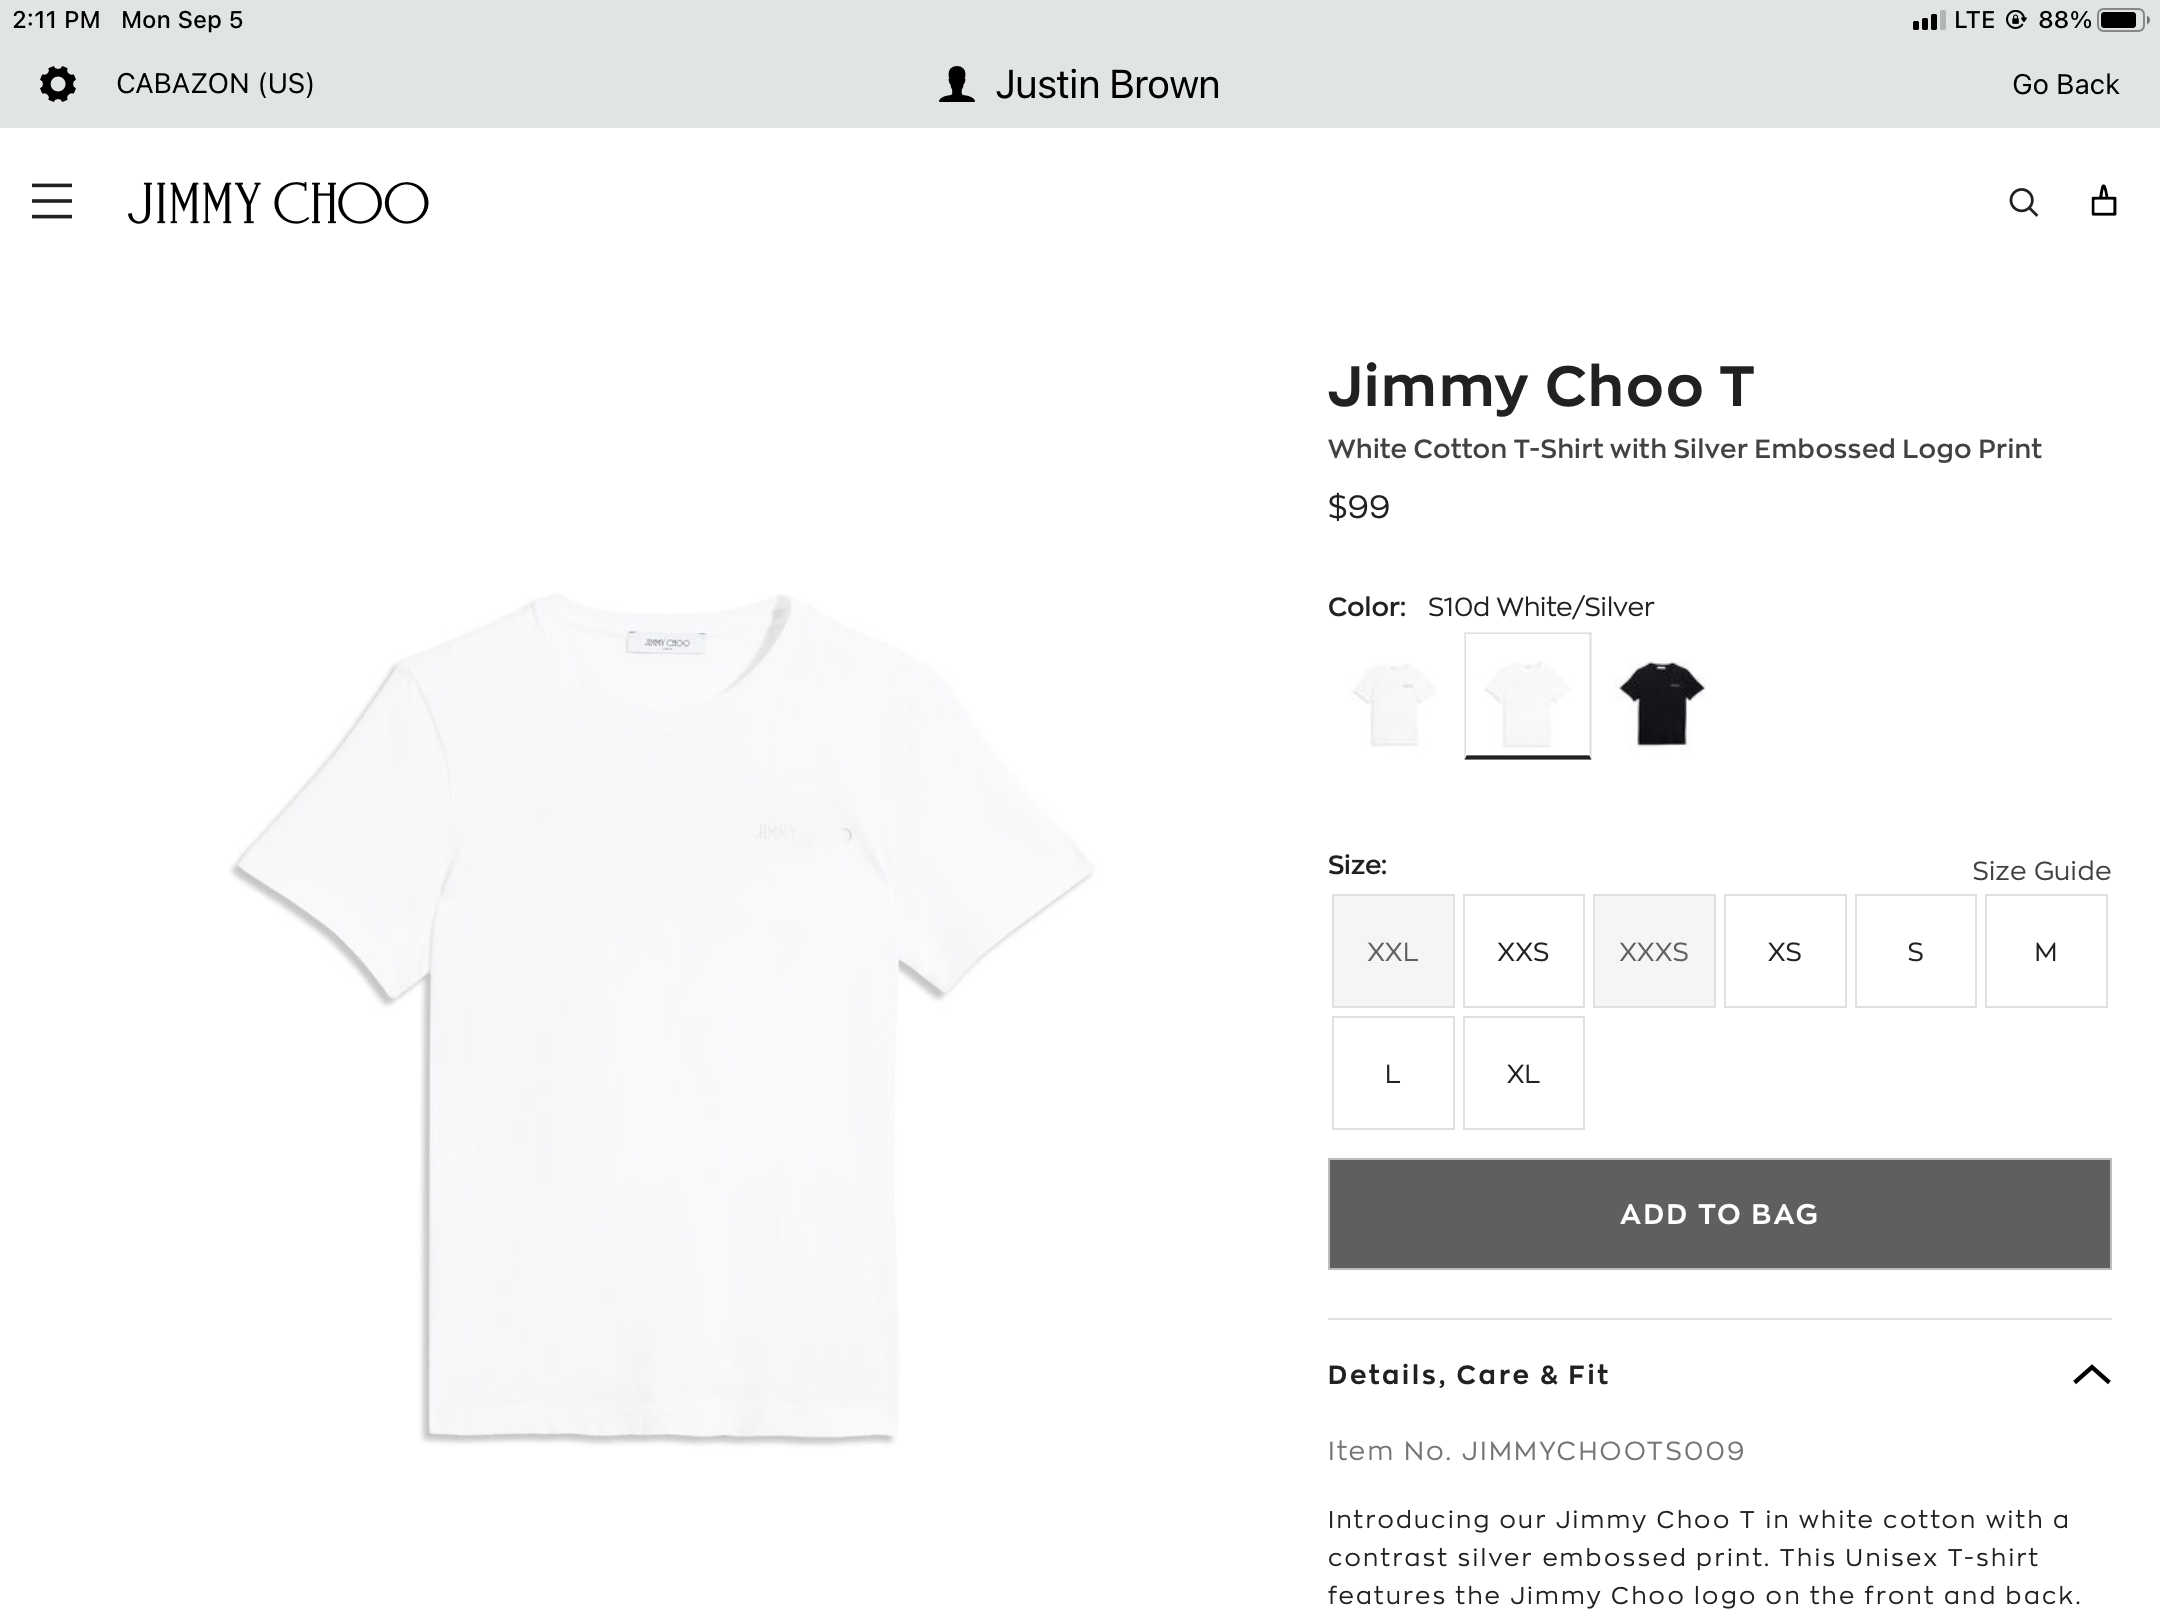 2:11 PM Mon Sep 5
LTE 88%
CABAZON (US)
Justin Brown
Go Back
JIMMY CHOO
Jimmy Choo T
White Cotton T-Shirt with Silver Embossed Logo Print
$99
Color: S10d White/Silver
JIMMY CHOO
Size:
Size Guide
XXL XXS XXXS XS S M
L XL
ADD TO BAG
Details, Care & Fit
Item No. JIMMYCHOOTS009
Introducing our Jimmy Choo T in white cotton with a
contrast silver embossed print. This Unisex T-shirt
features the Jimmy Choo logo on the front and back.